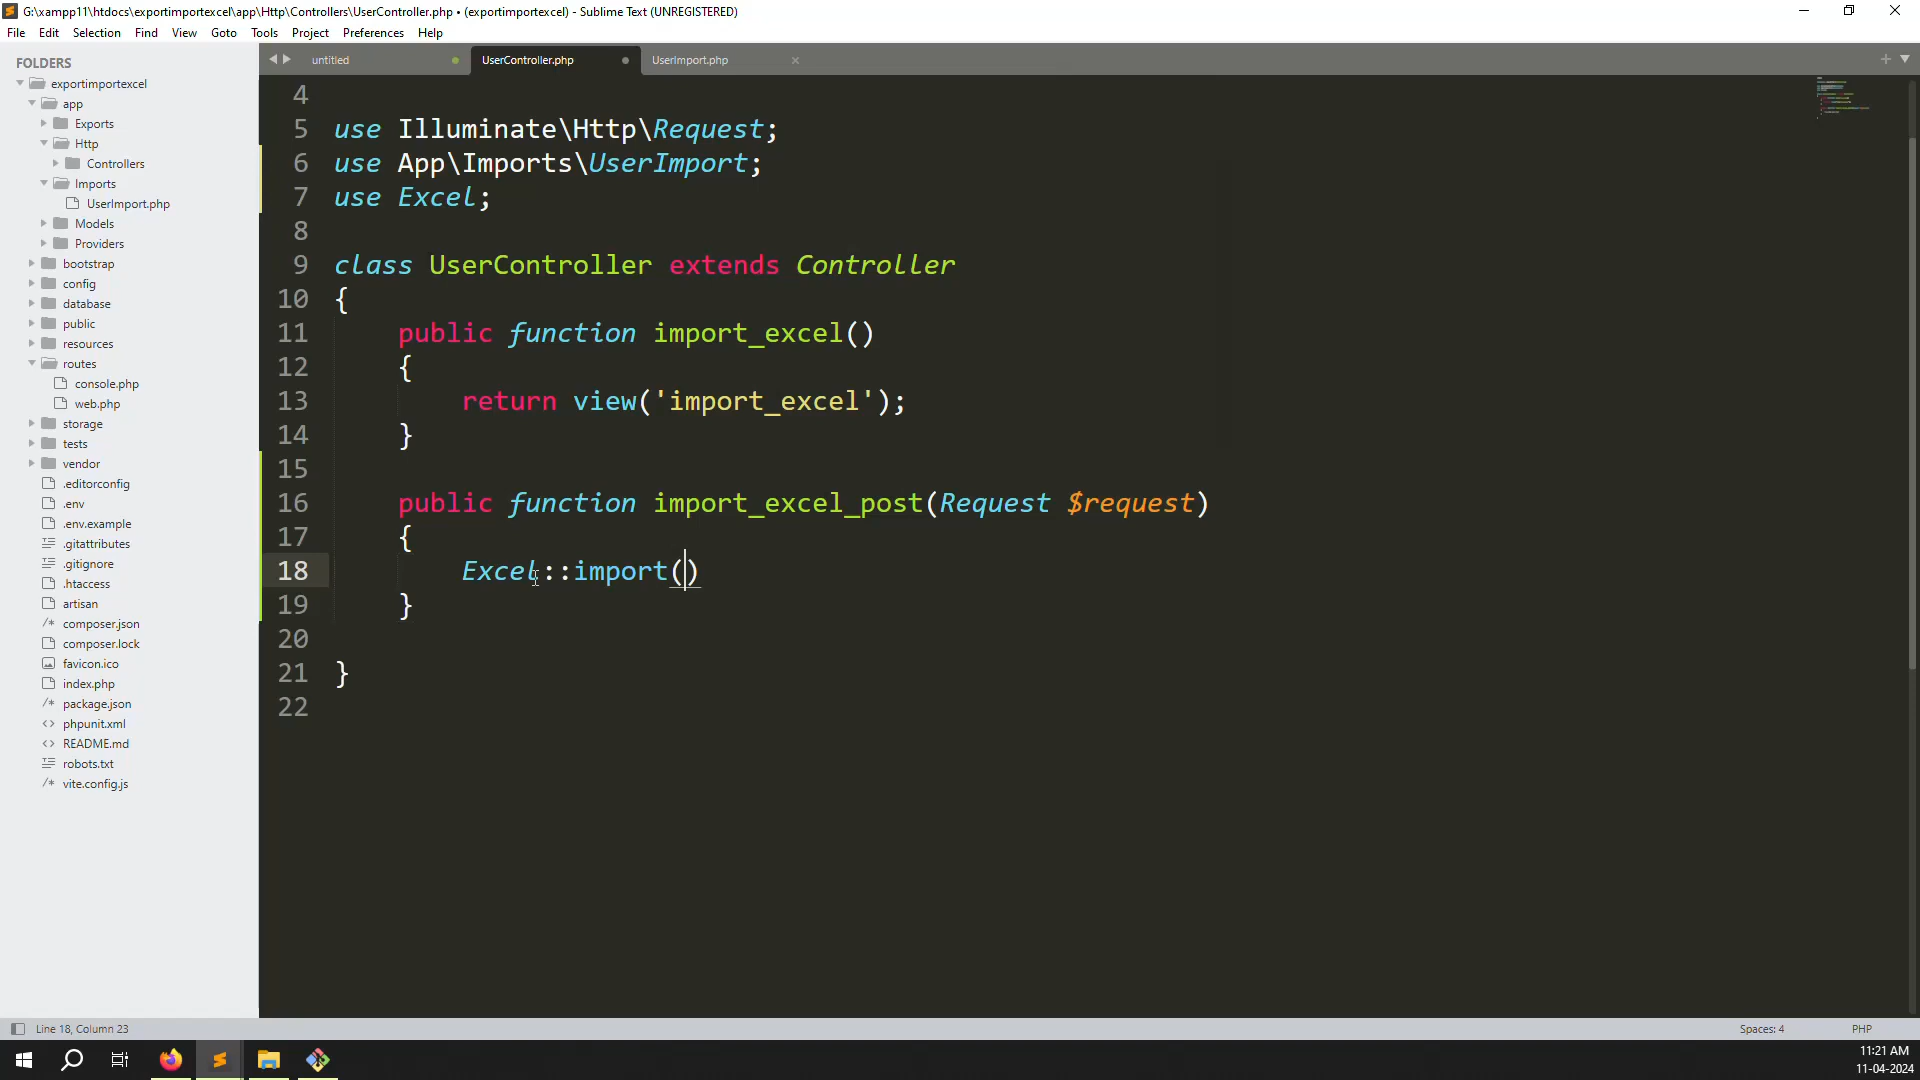 G:\xampp11\htdocs\exportimportexcel\app\Http\Controllers\UserController.php • (exportimportexcel) - Sublime Text (UNREGISTERED)
File Edit Selection Find View Goto Tools Project Preferences Help
FOLDERS
exportimportexcel
app
Exports
Http
Controllers
Imports
UserImport.php
Models
Providers
bootstrap
config
database
public
resources
routes
console.php
web.php
storage
tests
vendor
.editorconfig
.env
.env.example
.gitattributes
.gitignore
.htaccess
artisan
composer.json
composer.lock
favicon.ico
index.php
package.json
phpunit.xml
README.md
robots.txt
vite.config.js
untitled UserController.php UserImport.php
4
5 use Illuminate\Http\Request;
6 use App\Imports\UserImport;
7 use Excel;
8
9 class UserController extends Controller
10 {
11 public function import_excel()
12 {
13 return view('import_excel');
14 }
15
16 public function import_excel_post(Request $request)
17 {
18 Excel::import()
19 }
20
21 }
22
Line 18, Column 23 Spaces: 4 PHP
11:21 AM
11-04-2024